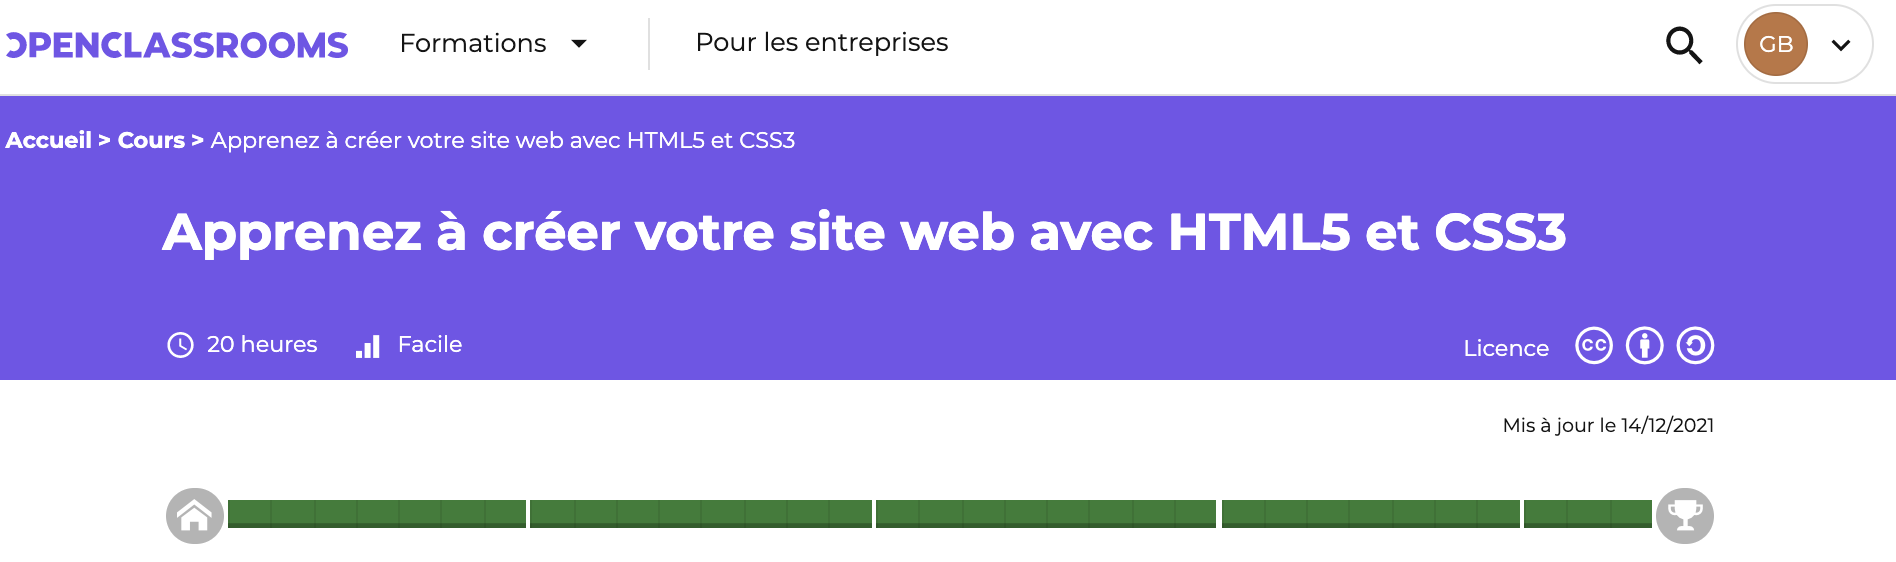 OPENCLASSROOMS Formations Pour les entreprises GB
Accueil > Cours > Apprenez à créer votre site web avec HTML5 et CSS3
Apprenez à créer votre site web avec HTML5 et CSS3
20 heures Facile Licence CC
Mis à jour le 14/12/2021